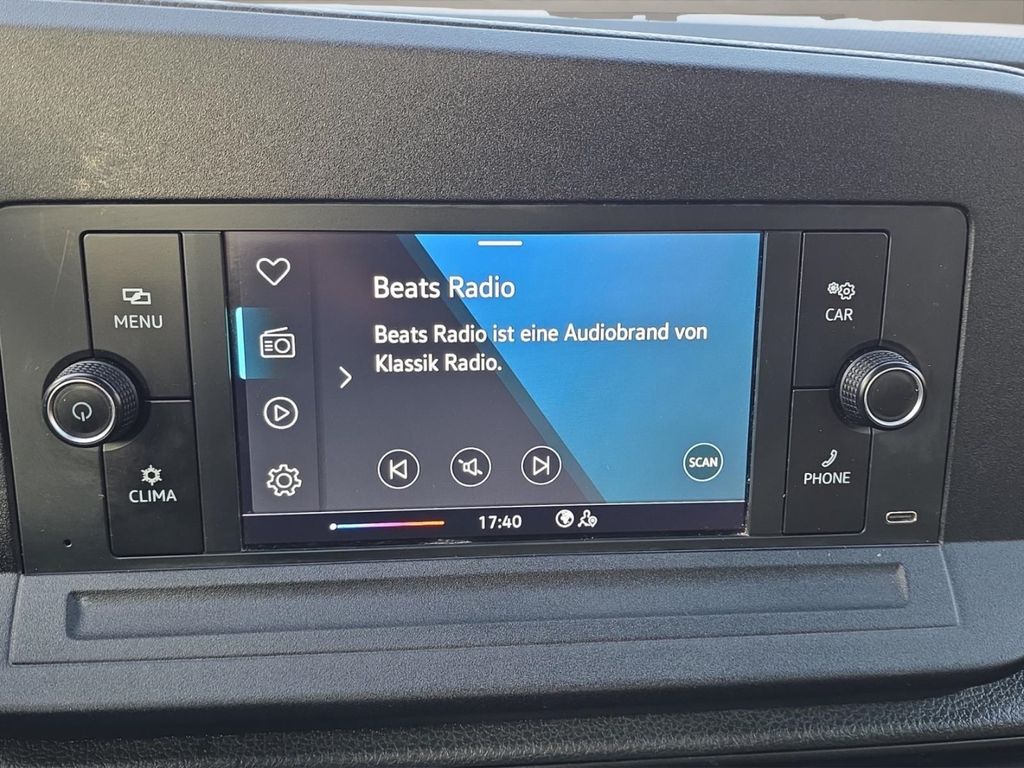 MENU
CLIMA
Beats Radio
Beats Radio ist eine Audiobrand von
Klassik Radio.
SCAN
17:40
CAR
PHONE